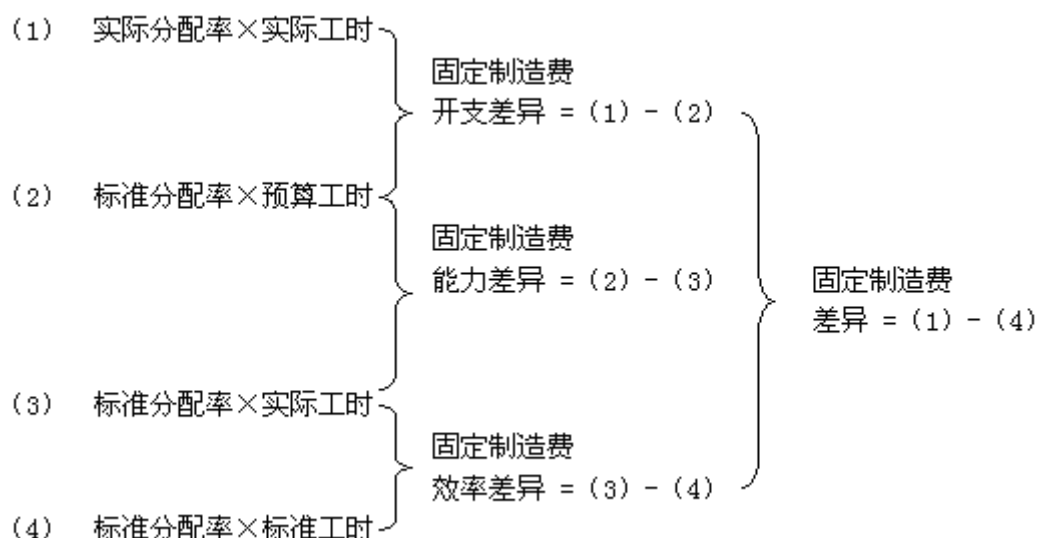 (1) 实际分配率×实际工时
固定制造费
开支差异 = (1) - (2)
(2) 标准分配率×预算工时
固定制造费
能力差异 = (2) - (3)
固定制造费
差异 = (1) - (4)
(3) 标准分配率×实际工时
固定制造费
效率差异 = (3) - (4)
(4) 标准分配率×标准工时